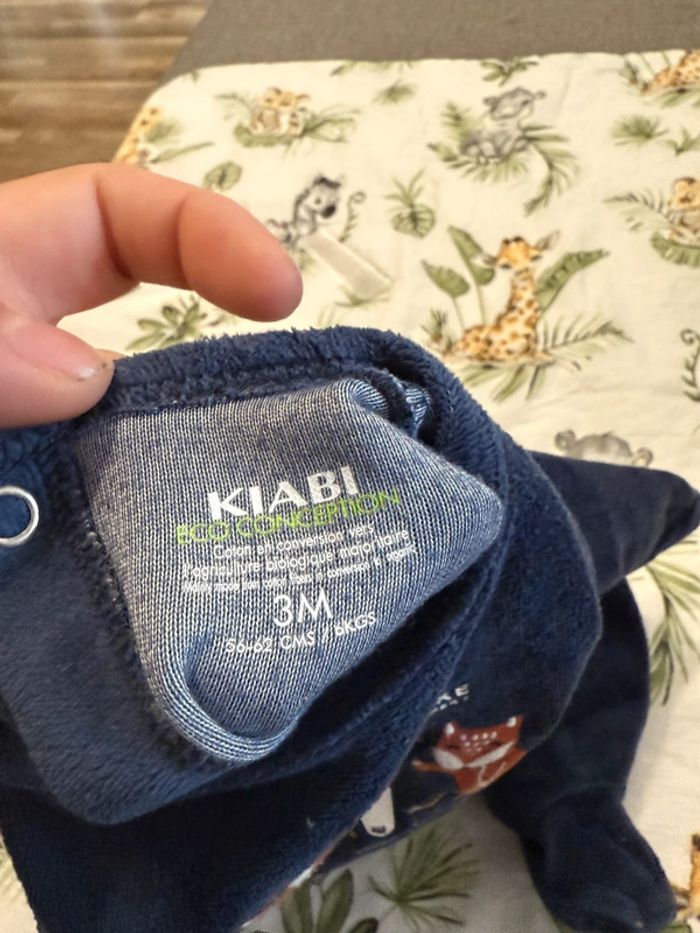 KIABI
ECO CONCEPTION
Coton en conversion vers
l'agriculture biologique majoritaire
3M
56-62 CMS / 6KGS